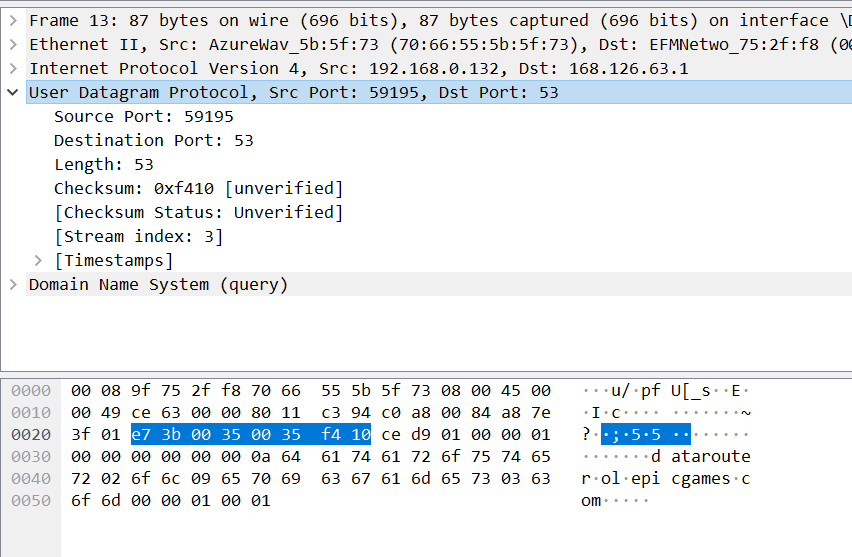 Frame 13: 87 bytes on wire (696 bits), 87 bytes captured (696 bits) on interface \D
Ethernet II, Src: AzureWav_5b:5f:73 (70:66:55:5b:5f:73), Dst: EFMNetwo_75:2f:f8 (00
Internet Protocol Version 4, Src: 192.168.0.132, Dst: 168.126.63.1
User Datagram Protocol, Src Port: 59195, Dst Port: 53
Source Port: 59195
Destination Port: 53
Length: 53
Checksum: 0xf410 [unverified]
[Checksum Status: Unverified]
[Stream index: 3]
[Timestamps]
Domain Name System (query)
0000 00 08 9f 75 2f f8 70 66 55 5b 5f 73 08 00 45 00 ···u/·pf U[_s··E·
0010 00 49 ce 63 00 00 80 11 c3 94 c0 a8 00 84 a8 7e ·I·c···· ·······~
0020 3f 01 e7 3b 00 35 00 35 f4 10 ce d9 01 00 00 01 ?··;·5·5 ········
0030 00 00 00 00 00 00 0a 64 61 74 61 72 6f 75 74 65 ·······d ataroute
0040 72 02 6f 6c 09 65 70 69 63 67 61 6d 65 73 03 63 r·ol·epi cgames·c
0050 6f 6d 00 00 01 00 01 om·····